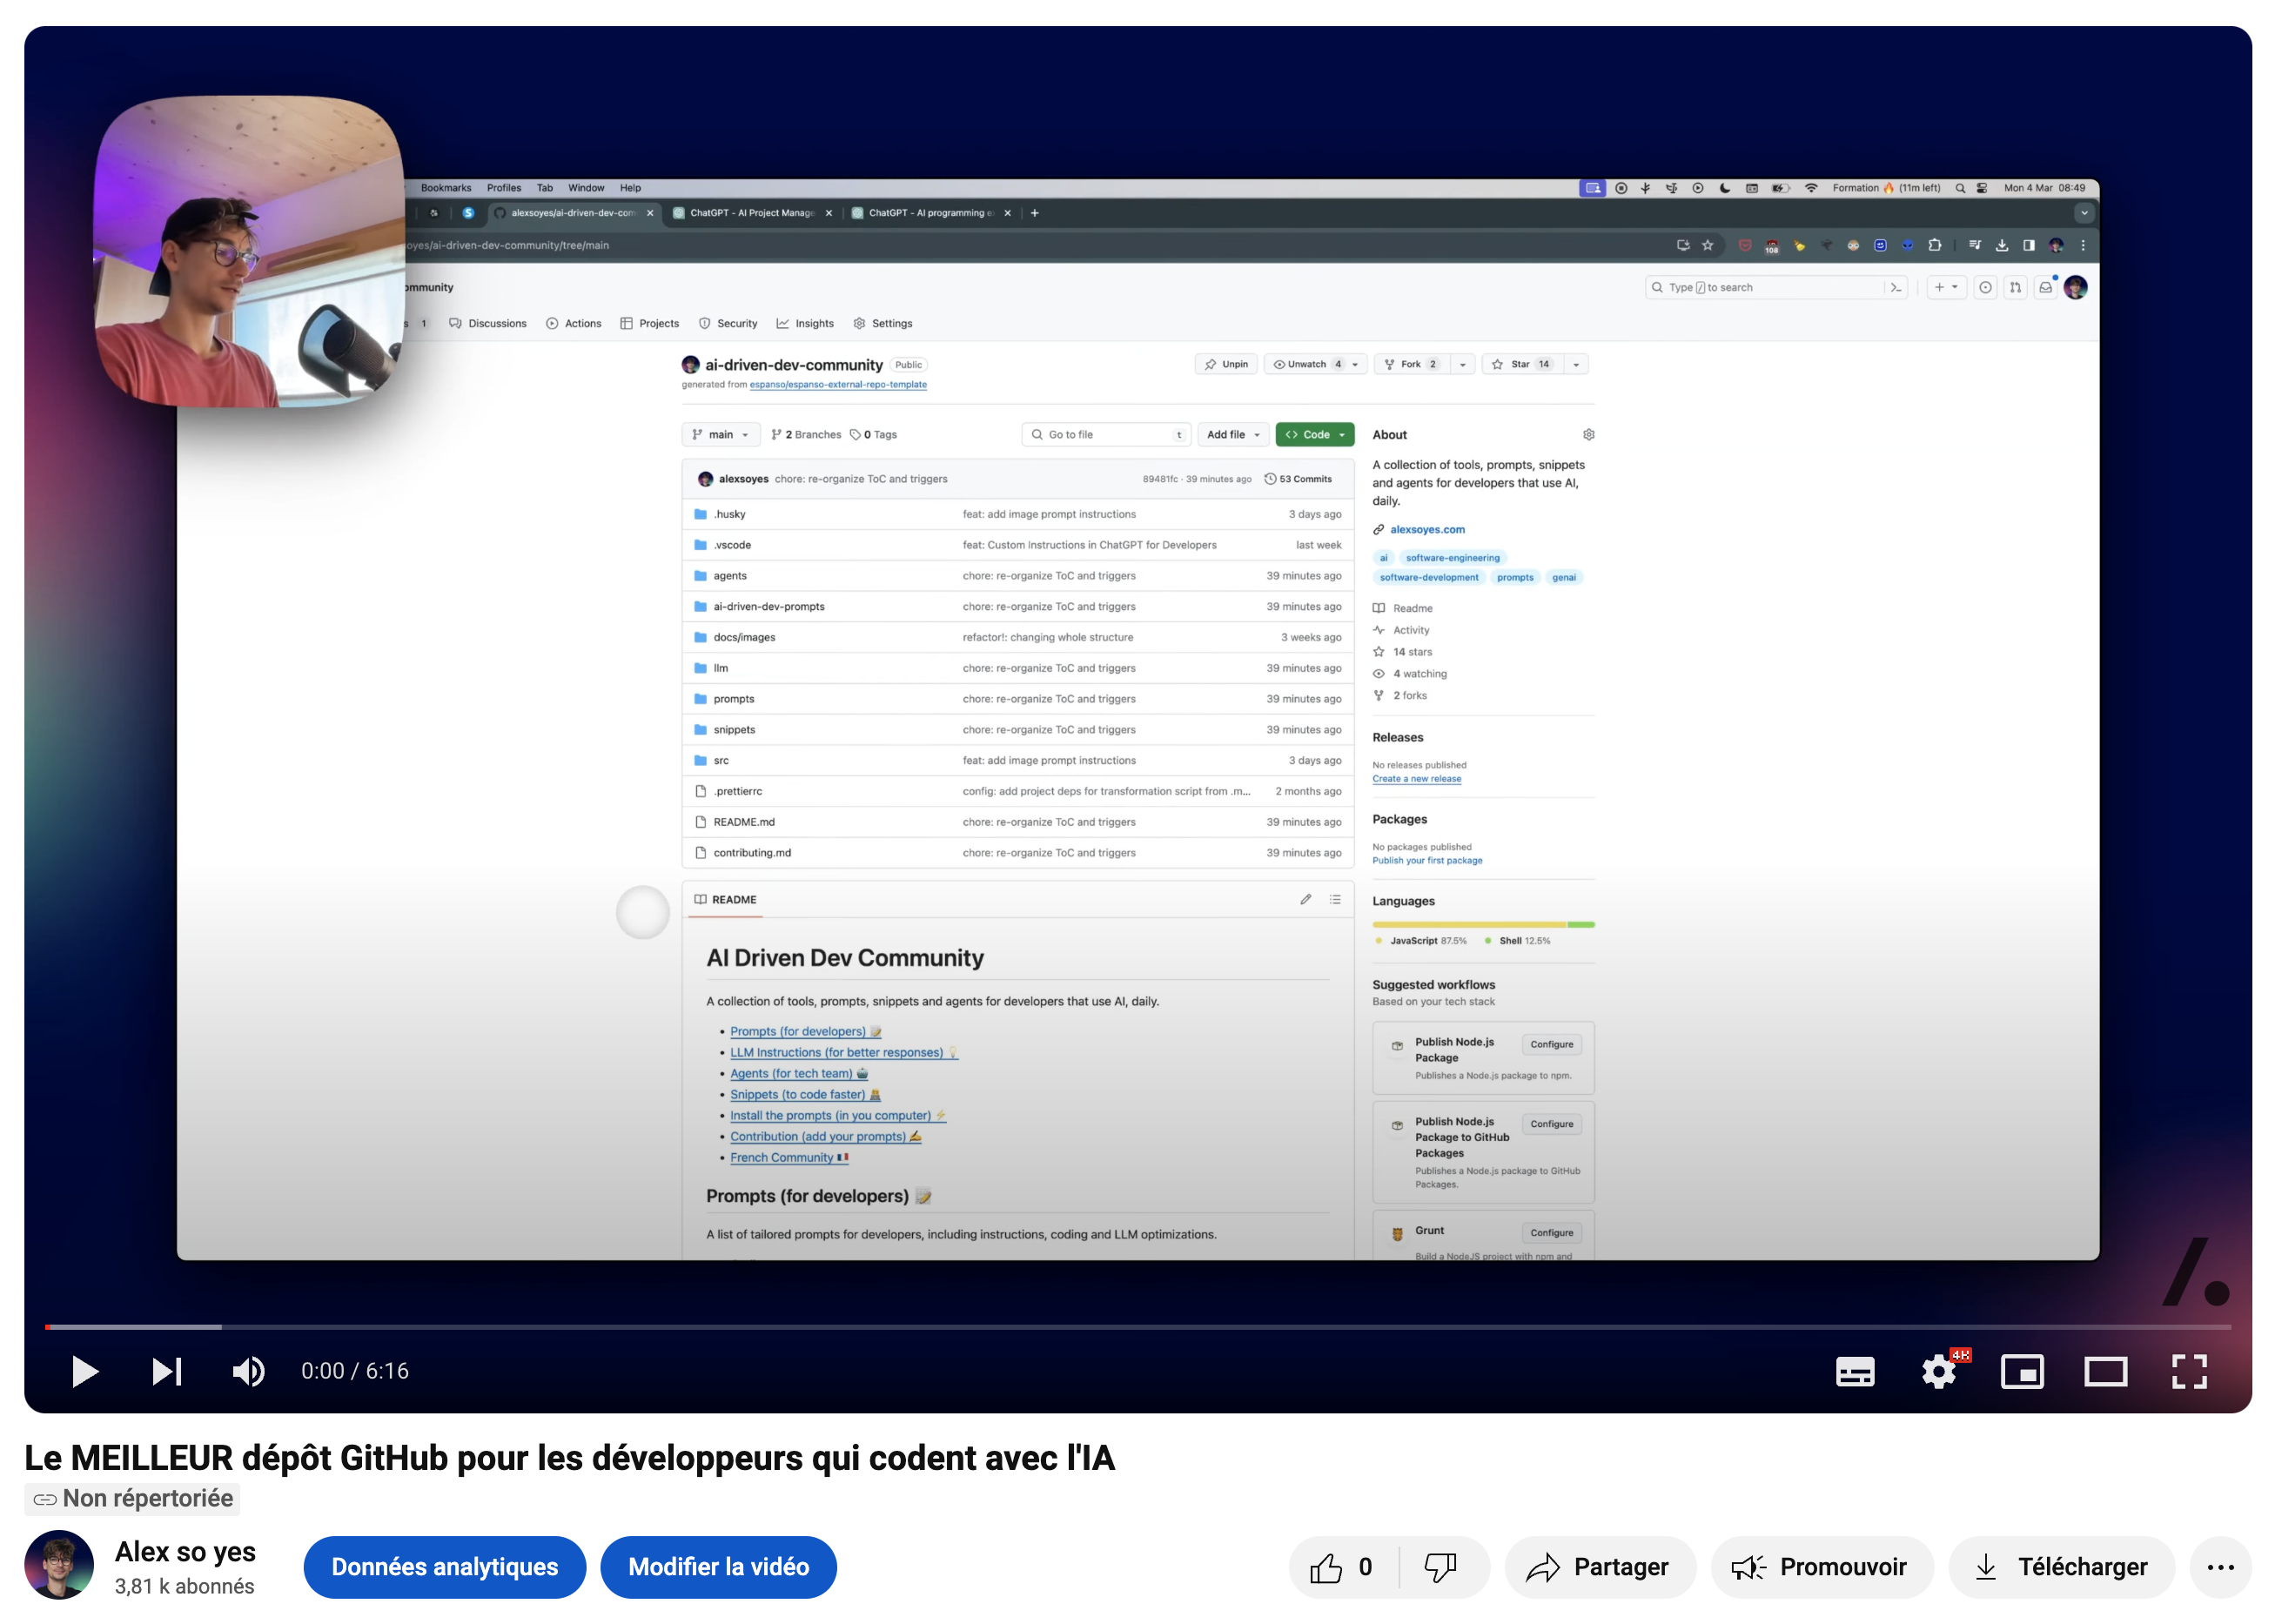 Bookmarks Profiles Tab Window Help
Formation 🔥 (11m left) Mon 4 Mar 08:49
alexsoyes/ai-driven-dev-com
ChatGPT - AI Project Manage
ChatGPT - AI programming e
oyes/ai-driven-dev-community/tree/main
ommunity
Type / to search
s 1 Discussions Actions Projects Security Insights Settings
ai-driven-dev-community Public
generated from espanso/espanso-external-repo-template
Unpin Unwatch 4 Fork 2 Star 14
main 2 Branches 0 Tags
Go to file t Add file Code
alexsoyes chore: re-organize ToC and triggers 89481fc · 39 minutes ago 53 Commits
.husky feat: add image prompt instructions 3 days ago
.vscode feat: Custom Instructions in ChatGPT for Developers last week
agents chore: re-organize ToC and triggers 39 minutes ago
ai-driven-dev-prompts chore: re-organize ToC and triggers 39 minutes ago
docs/images refactor!: changing whole structure 3 weeks ago
llm chore: re-organize ToC and triggers 39 minutes ago
prompts chore: re-organize ToC and triggers 39 minutes ago
snippets chore: re-organize ToC and triggers 39 minutes ago
src feat: add image prompt instructions 3 days ago
.prettierrc config: add project deps for transformation script from .m... 2 months ago
README.md chore: re-organize ToC and triggers 39 minutes ago
contributing.md chore: re-organize ToC and triggers 39 minutes ago
README
AI Driven Dev Community
A collection of tools, prompts, snippets and agents for developers that use AI, daily.
• Prompts (for developers) 📝
• LLM Instructions (for better responses) 💡
• Agents (for tech team) 🤖
• Snippets (to code faster) 🧑‍💻
• Install the prompts (in you computer) ⚡
• Contribution (add your prompts) ✍️
• French Community 🇫🇷
Prompts (for developers) 📝
A list of tailored prompts for developers, including instructions, coding and LLM optimizations.
About
A collection of tools, prompts, snippets
and agents for developers that use AI,
daily.
alexsoyes.com
ai software-engineering
software-development prompts genai
Readme
Activity
14 stars
4 watching
2 forks
Releases
No releases published
Create a new release
Packages
No packages published
Publish your first package
Languages
JavaScript 87.5% Shell 12.5%
Suggested workflows
Based on your tech stack
Publish Node.js
Package
Configure
Publishes a Node.js package to npm.
Publish Node.js
Package to GitHub
Packages
Configure
Publishes a Node.js package to GitHub
Packages.
Grunt
Configure
Build a NodeJS project with npm and
0:00 / 6:16
4K
Le MEILLEUR dépôt GitHub pour les développeurs qui codent avec l'IA
Non répertoriée
Alex so yes
3,81 k abonnés
Données analytiques
Modifier la vidéo
0
Partager
Promouvoir
Télécharger